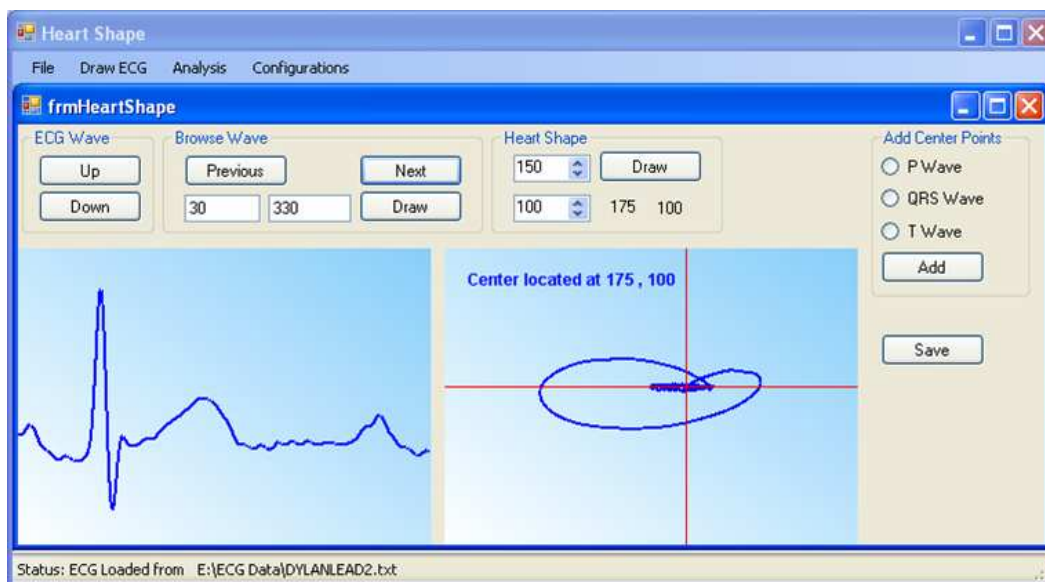 Heart Shape
File Draw ECG Analysis Configurations
frmHeartShape
ECG Wave
Up
Down
Browse Wave
Previous Next
30 330 Draw
Heart Shape
150 Draw
100 175 100
Add Center Points
P Wave
QRS Wave
T Wave
Add
Save
Center located at 175 , 100
Status: ECG Loaded from E:\ECG Data\DYLANLEAD2.txt